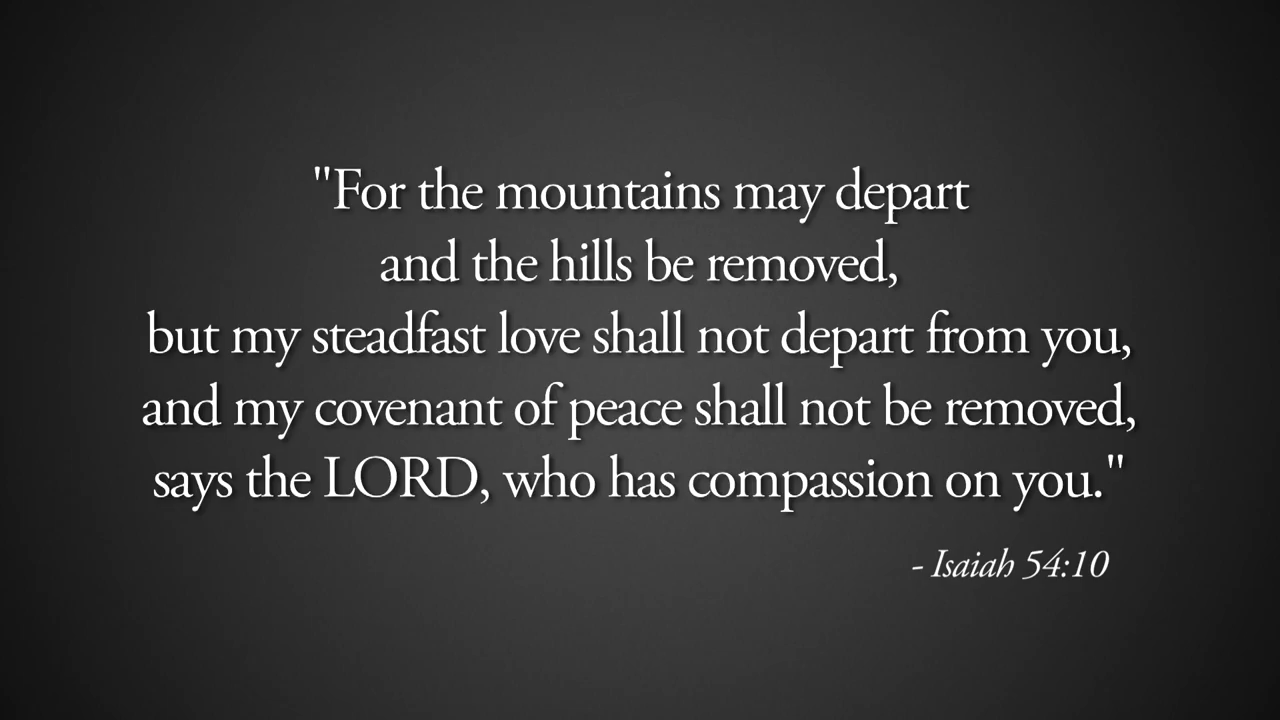 "For the mountains may depart
and the hills be removed,
but my steadfast love shall not depart from you,
and my covenant of peace shall not be removed,
says the LORD, who has compassion on you."
- Isaiah 54:10